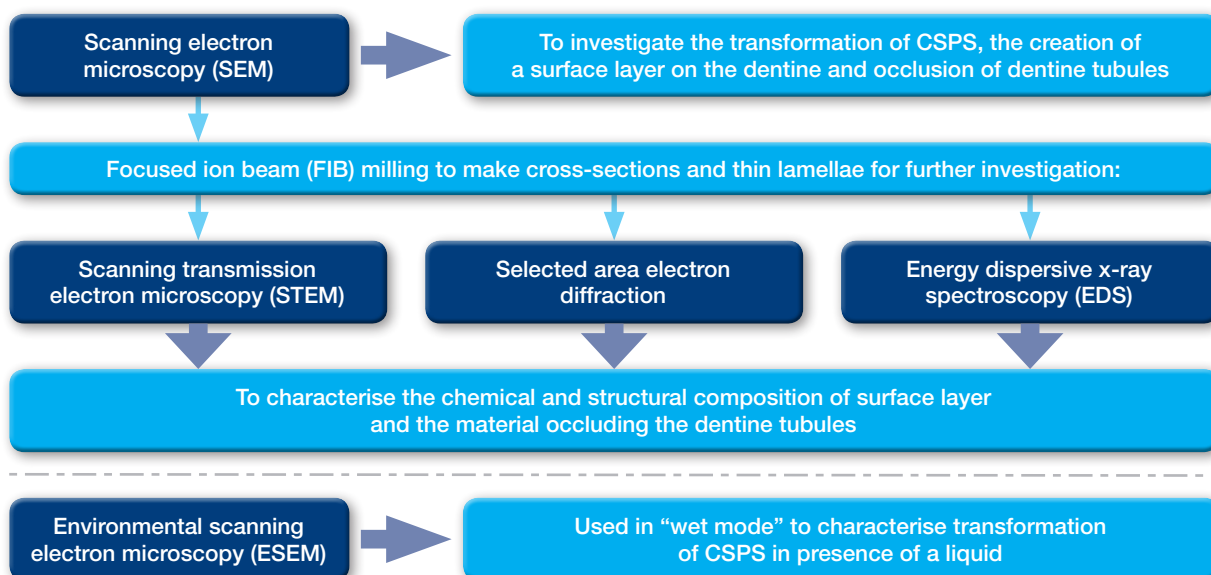 Scanning electron
microscopy (SEM)
To investigate the transformation of CSPS, the creation of
a surface layer on the dentine and occlusion of dentine tubules
Focused ion beam (FIB) milling to make cross-sections and thin lamellae for further investigation:
Scanning transmission
electron microscopy (STEM)
Selected area electron
diffraction
Energy dispersive x-ray
spectroscopy (EDS)
To characterise the chemical and structural composition of surface layer
and the material occluding the dentine tubules
Environmental scanning
electron microscopy (ESEM)
Used in “wet mode” to characterise transformation
of CSPS in presence of a liquid